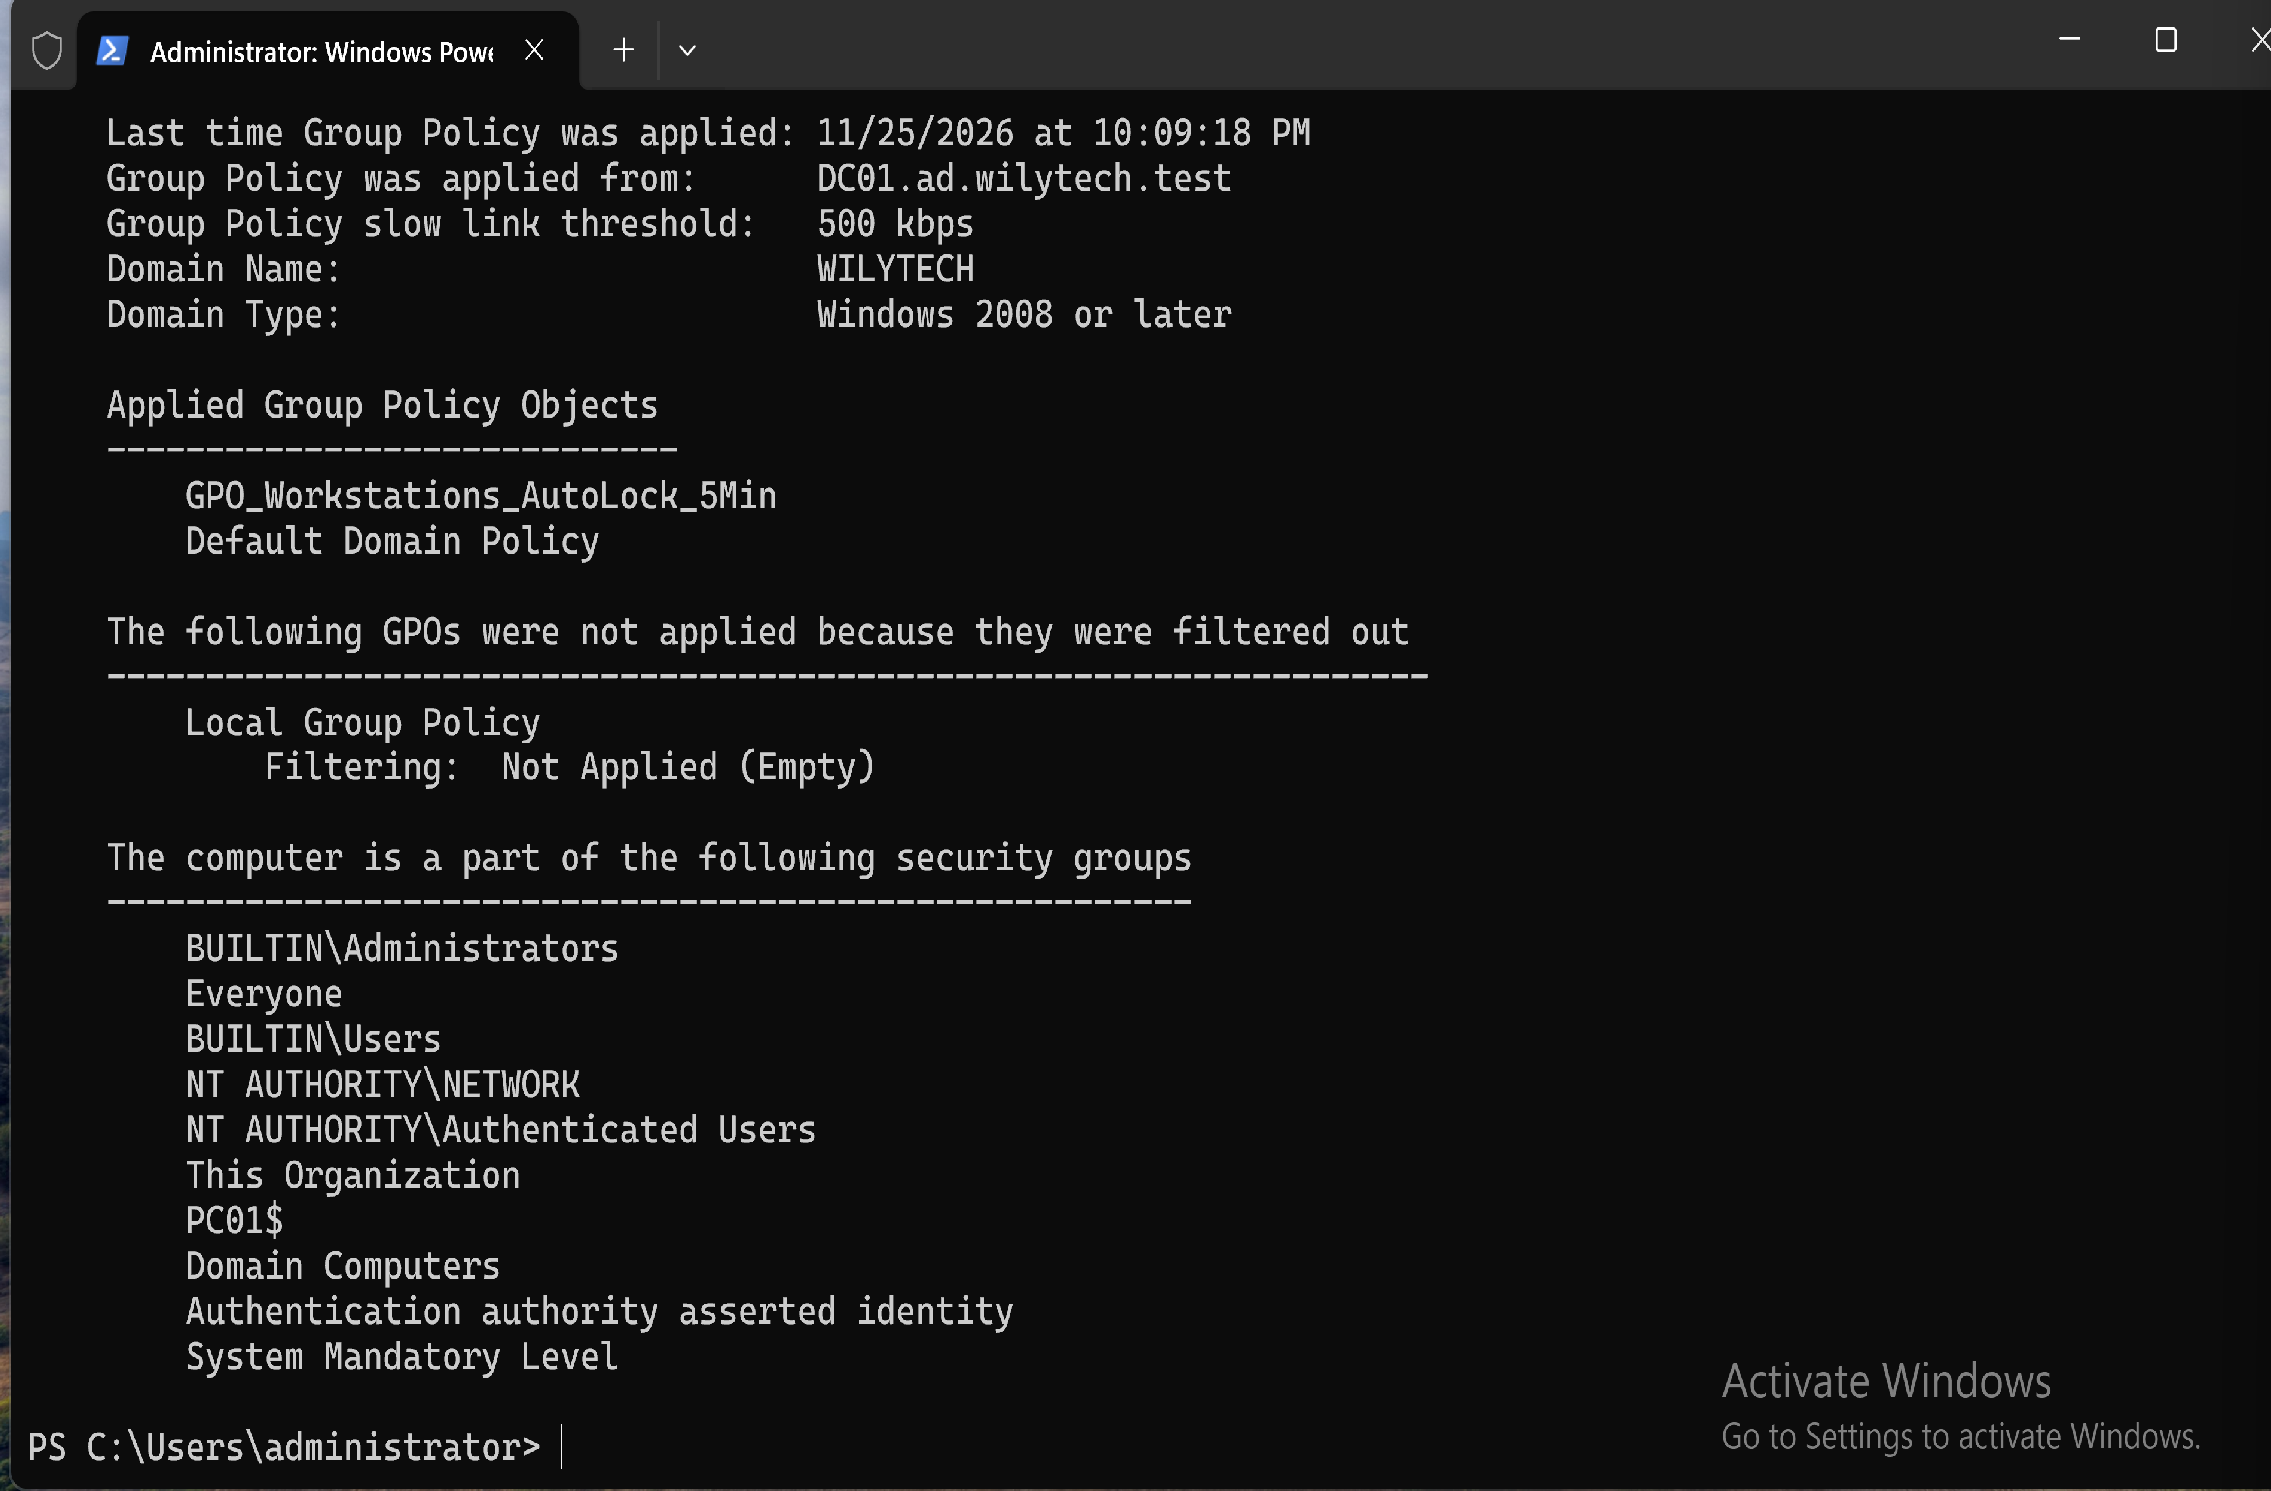 Administrator: Windows Powe
Last time Group Policy was applied: 11/25/2026 at 10:09:18 PM
Group Policy was applied from:      DC01.ad.wilytech.test
Group Policy slow link threshold:   500 kbps
Domain Name:                        WILYTECH
Domain Type:                        Windows 2008 or later
Applied Group Policy Objects
-----------------------------
GPO_Workstations_AutoLock_5Min
Default Domain Policy
The following GPOs were not applied because they were filtered out
-------------------------------------------------------------------
Local Group Policy
Filtering:  Not Applied (Empty)
The computer is a part of the following security groups
-------------------------------------------------------
BUILTIN\Administrators
Everyone
BUILTIN\Users
NT AUTHORITY\NETWORK
NT AUTHORITY\Authenticated Users
This Organization
PC01$
Domain Computers
Authentication authority asserted identity
System Mandatory Level
PS C:\Users\administrator>
Activate Windows
Go to Settings to activate Windows.